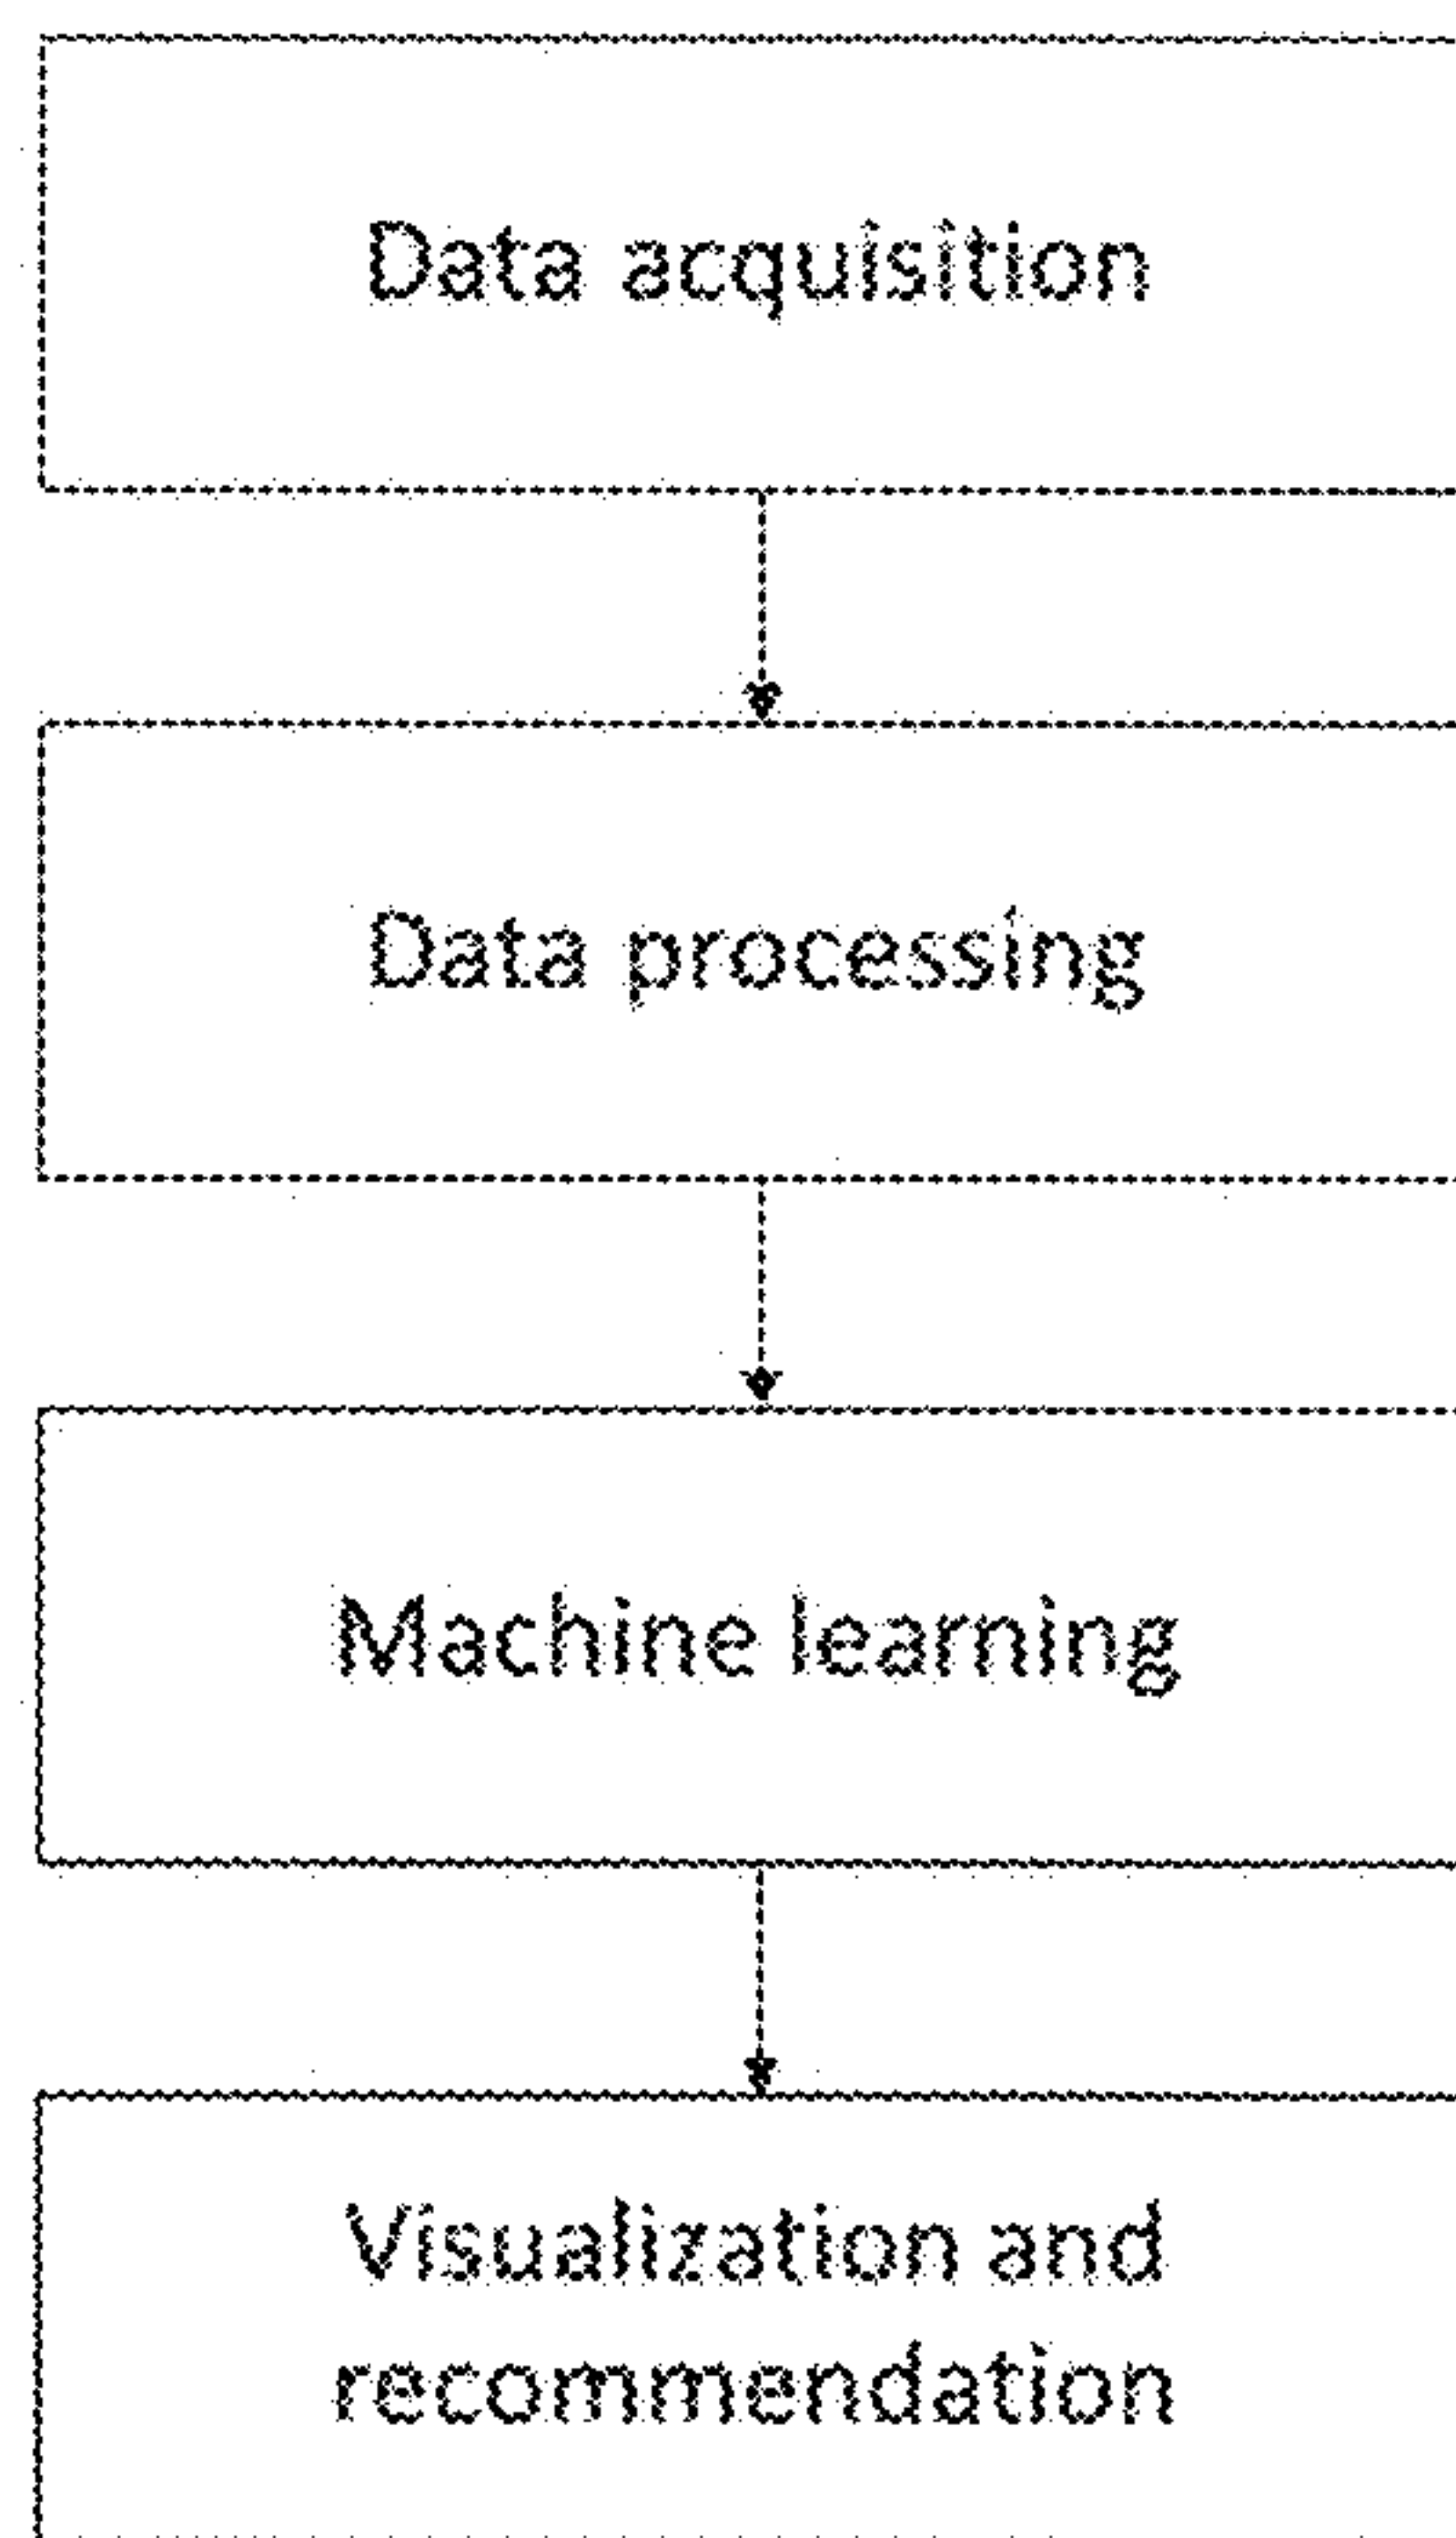 Data acquisition
Data processing
Machine learning
Visualization and
recommendation